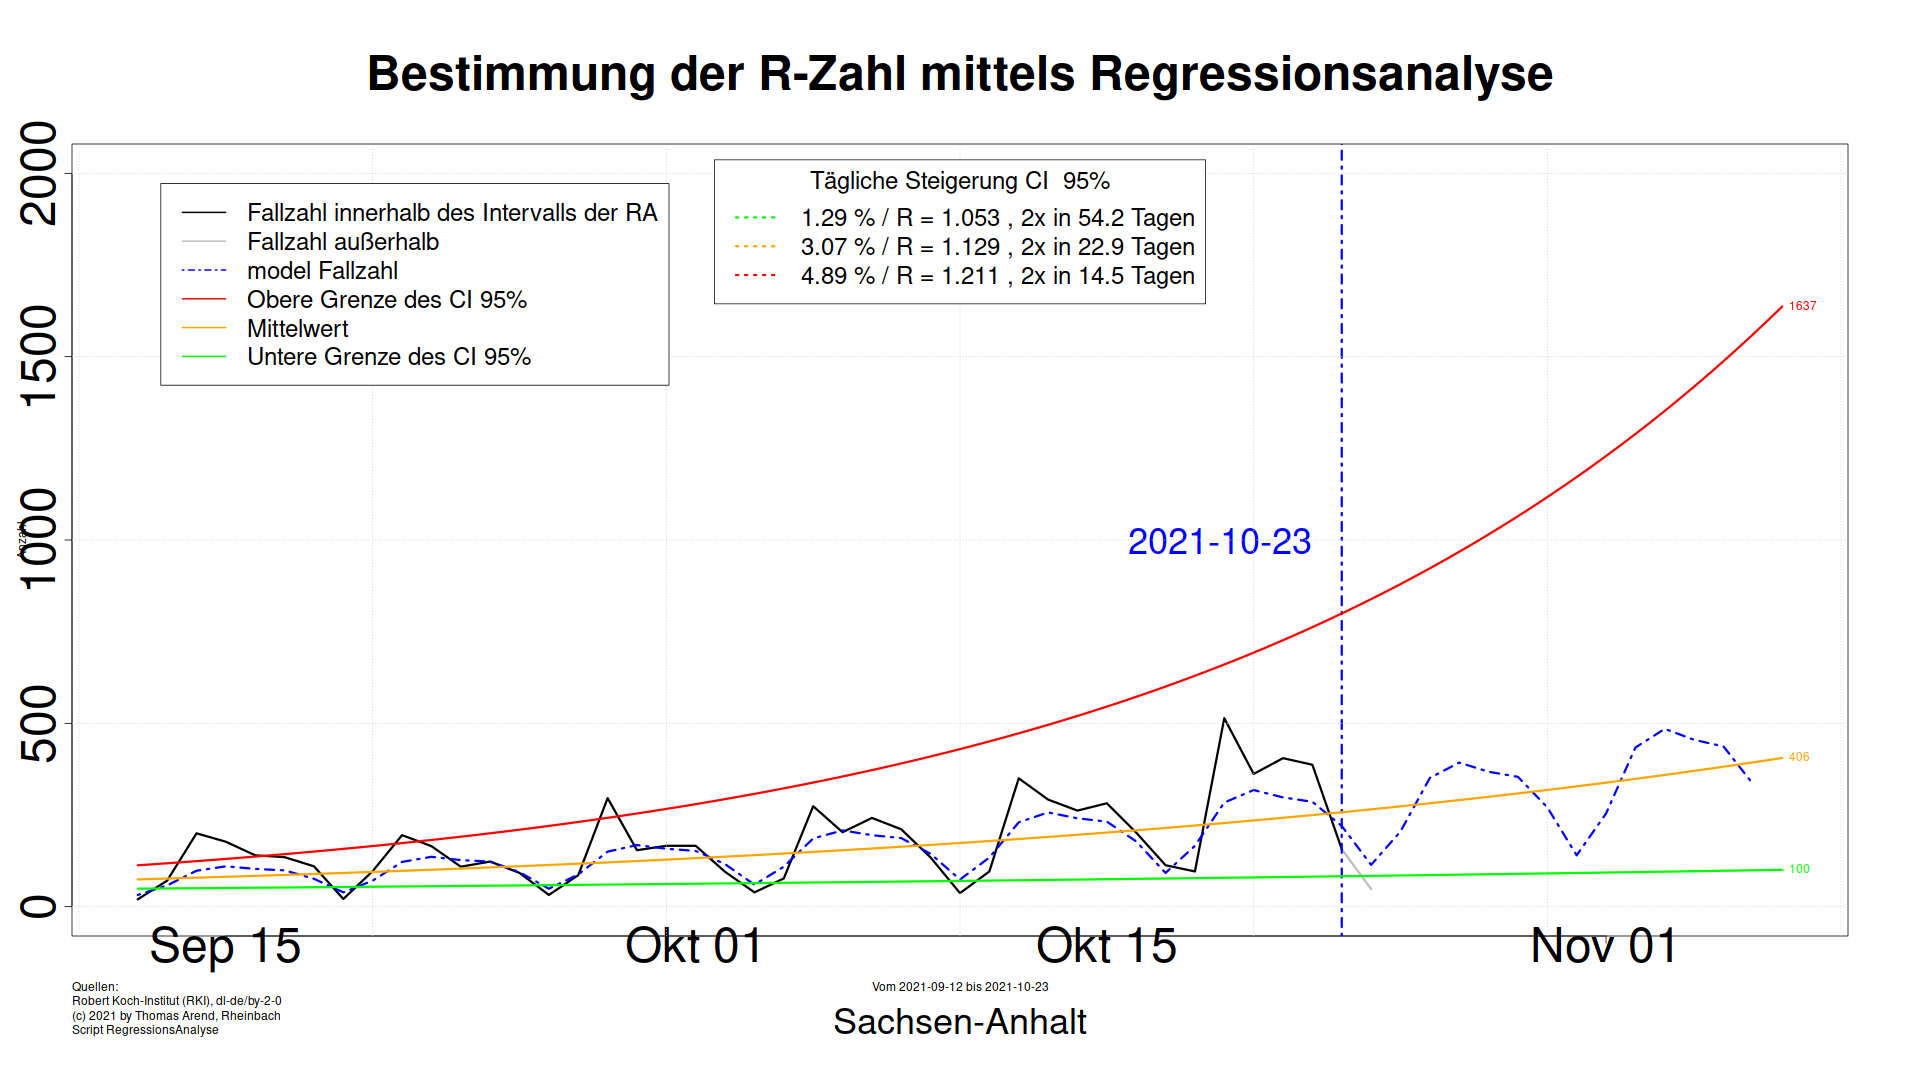 Bestimmung der R-Zahl mittels Regressionsanalyse
2000
1500
1000
500
0
Anzahl
Fallzahl innerhalb des Intervalls der RA
Fallzahl außerhalb
model Fallzahl
Obere Grenze des CI 95%
Mittelwert
Untere Grenze des CI 95%
Tägliche Steigerung CI 95%
1.29 % / R = 1.053 , 2x in 54.2 Tagen
3.07 % / R = 1.129 , 2x in 22.9 Tagen
4.89 % / R = 1.211 , 2x in 14.5 Tagen
1637
2021-10-23
406
100
Sep 15
Okt 01
Okt 15
Nov 01
Quellen:
Robert Koch-Institut (RKI), dl-de/by-2-0
(c) 2021 by Thomas Arend, Rheinbach
Script RegressionsAnalyse
Vom 2021-09-12 bis 2021-10-23
Sachsen-Anhalt